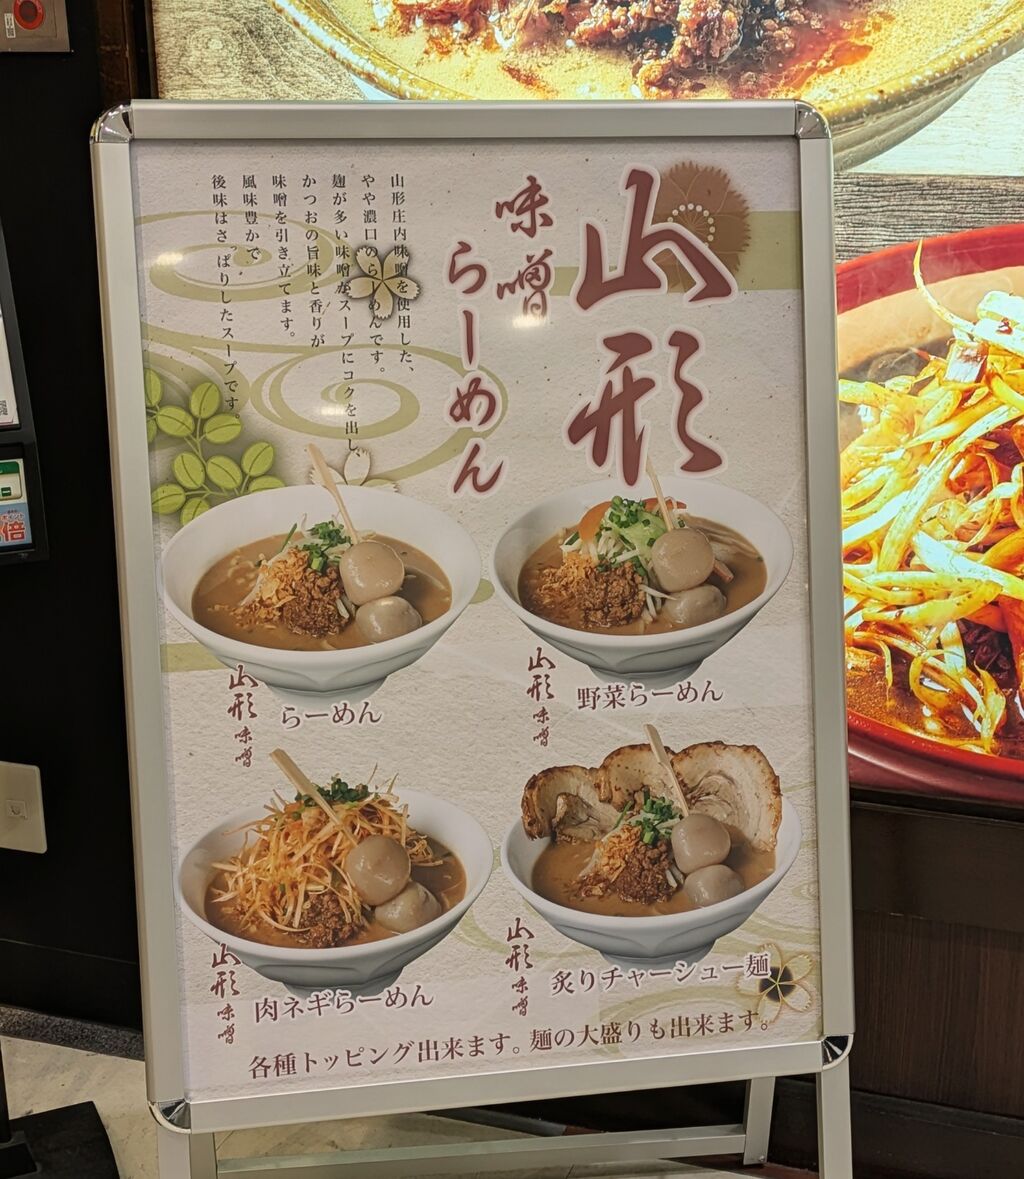 山形
味噌
らーめん
山形庄内味噌を使用した、
やや濃口のらーめんです。
麹が多い味噌がスープにコクを出し、
かつおの旨味と香りが
味噌を引き立てます。
風味豊かで
後味はさっぱりしたスープです。
山形味噌
らーめん
山形味噌
野菜らーめん
山形味噌
肉ネギらーめん
山形味噌
炙りチャーシュー麺
各種トッピング出来ます。麺の大盛りも出来ます。
ポイント
倍